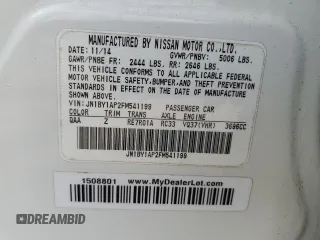 MANUFACTURED BY NISSAN MOTOR CO.,LTD.
DATE 11/14 GVWR/PNBV: 5006 LBS.
GAWR/PNBE FR: 2444 LBS. RR: 2646 LBS.
THIS VEHICLE CONFORMS TO ALL APPLICABLE FEDERAL
MOTOR VEHICLE SAFETY,BUMPER,AND THEFT PREVENTION
STANDARDS IN EFFECT ON THE DATE OF MANUFACTURE
SHOWN ABOVE.
VIN:JN1BY1AP2FM541199 PASSENGER CAR
COLOR TRIM TRANS AXLE ENGINE
QAA 2 RE7R01A RC33 VQ37(VHR) 3696CC
JN1BY1AP2FM541199
1508801
www.MyDealerLot.com
DEALERSHIP.CC